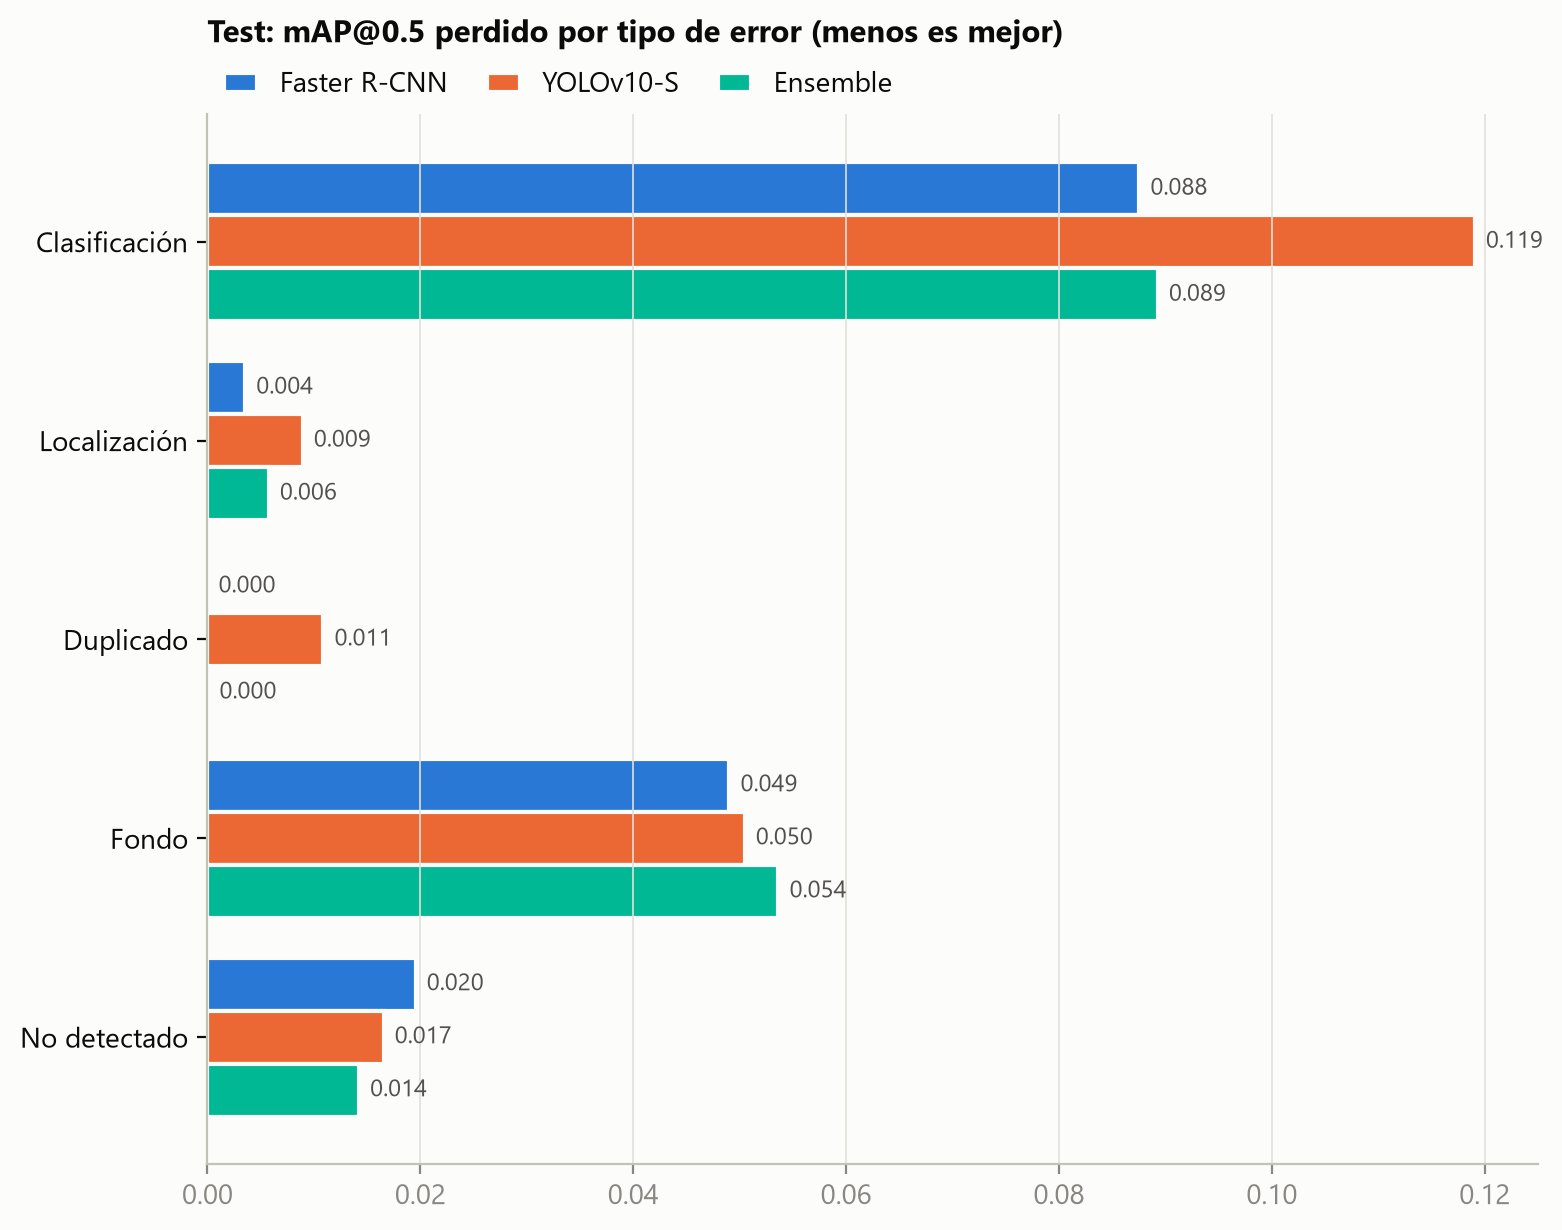 Test: mAP@0.5 perdido por tipo de error (menos es mejor)
Faster R-CNN YOLOv10-S Ensemble
0.088
Clasificación 0.119
0.089
0.004
Localización 0.009
0.006
0.000
Duplicado 0.011
0.000
0.049
Fondo 0.050
0.054
0.020
No detectado 0.017
0.014
0.00 0.02 0.04 0.06 0.08 0.10 0.12